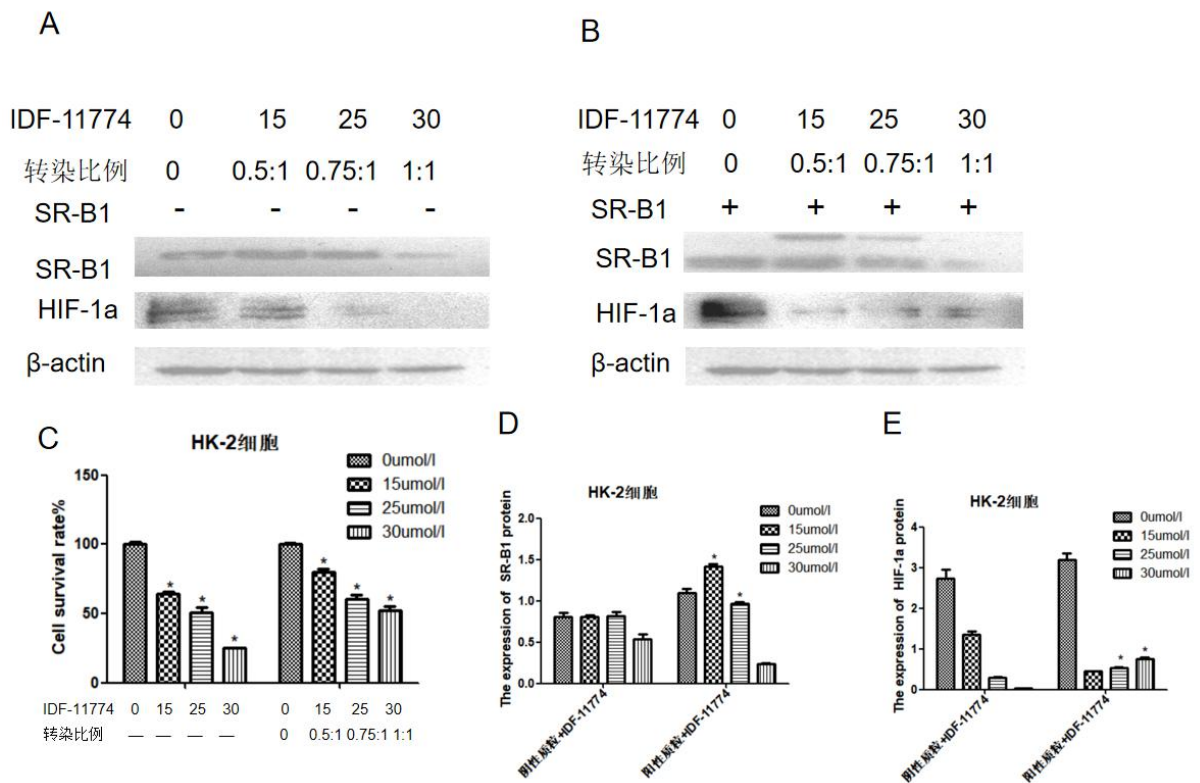 A
IDF-11774 0 15 25 30
转染比例 0 0.5:1 0.75:1 1:1
SR-B1 - - - -
SR-B1
HIF-1a
β-actin
B
IDF-11774 0 15 25 30
转染比例 0 0.5:1 0.75:1 1:1
SR-B1 + + + +
SR-B1
HIF-1a
β-actin
C
HK-2细胞
0umol/l
15umol/l
25umol/l
30umol/l
Cell survival rate%
150
100
50
0
* * * * * *
IDF-11774 0 15 25 30 0 15 25 30
转染比例 — — — — 0 0.5:1 0.75:1 1:1
D
HK-2细胞
0umol/l
15umol/l
25umol/l
30umol/l
The expression of SR-B1 protein
2.0
1.5
1.0
0.5
0.0
* *
阴性质粒+IDF-11774
阳性质粒+IDF-11774
E
HK-2细胞
0umol/l
15umol/l
25umol/l
30umol/l
The expression of HIF-1a protein
4
3
2
1
0
* *
阴性质粒+IDF-11774
阳性质粒+IDF-11774